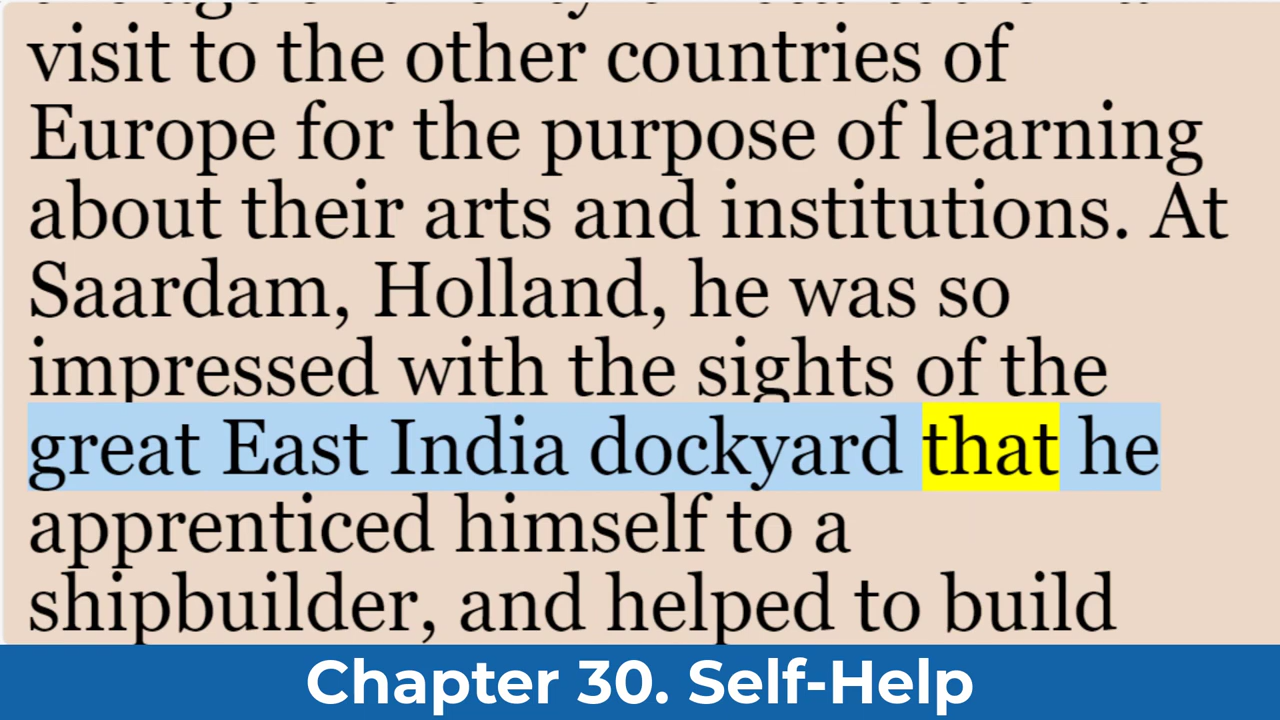 visit to the other countries of
Europe for the purpose of learning
about their arts and institutions. At
Saardam, Holland, he was so
impressed with the sights of the
great East India dockyard that he
apprenticed himself to a
shipbuilder, and helped to build
Chapter 30. Self-Help